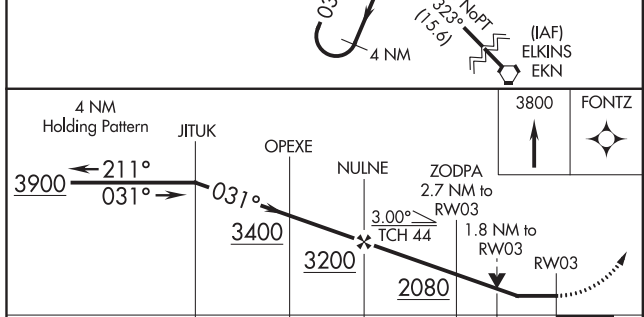 03
4 NM
NoPT
323°
(15.6)
(IAF)
ELKINS
EKN
4 NM
Holding Pattern
JITUK
OPEXE
NULNE
ZODPA
2.7 NM to
RW03
1.8 NM to
RW03
RW03
3800
FONTZ
3900
211°
031°
031°
3400
3200
3.00°
TCH 44
2080